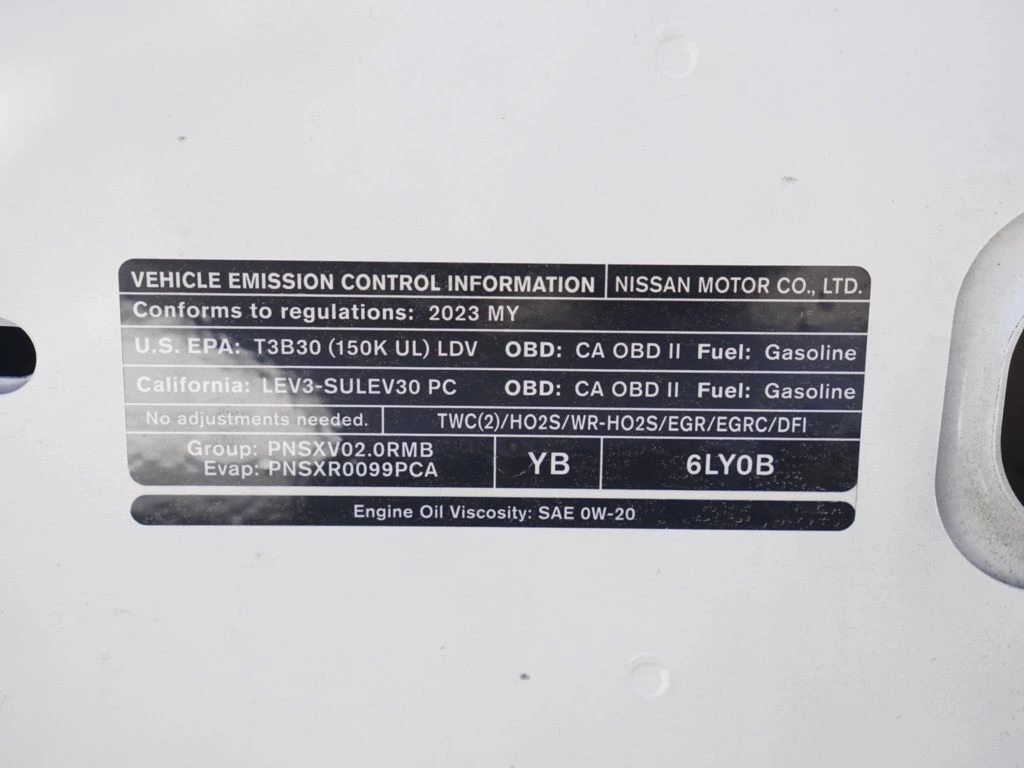 VEHICLE EMISSION CONTROL INFORMATION NISSAN MOTOR CO., LTD.
Conforms to regulations: 2023 MY
U.S. EPA: T3B30 (150K UL) LDV OBD: CA OBD II Fuel: Gasoline
California: LEV3-SULEV30 PC OBD: CA OBD II Fuel: Gasoline
No adjustments needed. TWC(2)/HO2S/WR-HO2S/EGR/EGRC/DFI
Group: PNSXV02.0RMB
Evap: PNSXR0099PCA
YB 6LY0B
Engine Oil Viscosity: SAE 0W-20